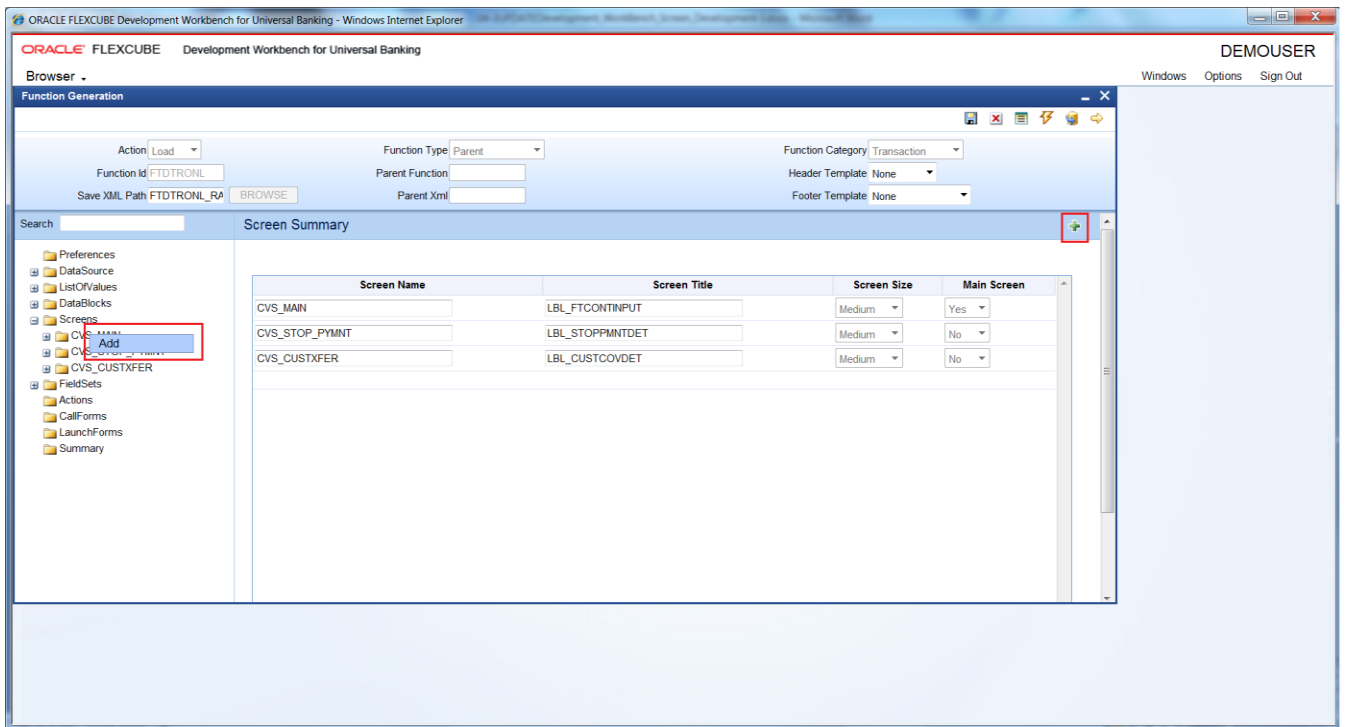 ORACLE FLEXCUBE Development Workbench for Universal Banking - Windows Internet Explorer
ORACLE FLEXCUBE Development Workbench for Universal Banking DEMOUSER
Browser Windows Options Sign Out
Function Generation
Action Load Function Type Parent Function Category Transaction
Function Id FTDTRONL Parent Function Header Template None
Save XML Path FTDTRONL_RA BROWSE Parent Xml Footer Template None
Search Screen Summary
Preferences
DataSource
ListOfValues
DataBlocks
Screens
CVS_MAIN
Add
CVS_STOP_PYMNT
CVS_CUSTXFER
FieldSets
Actions
CallForms
LaunchForms
Summary
Screen Name Screen Title Screen Size Main Screen
CVS_MAIN LBL_FTCONTINPUT Medium Yes
CVS_STOP_PYMNT LBL_STOPPMNTDET Medium No
CVS_CUSTXFER LBL_CUSTCOVDET Medium No